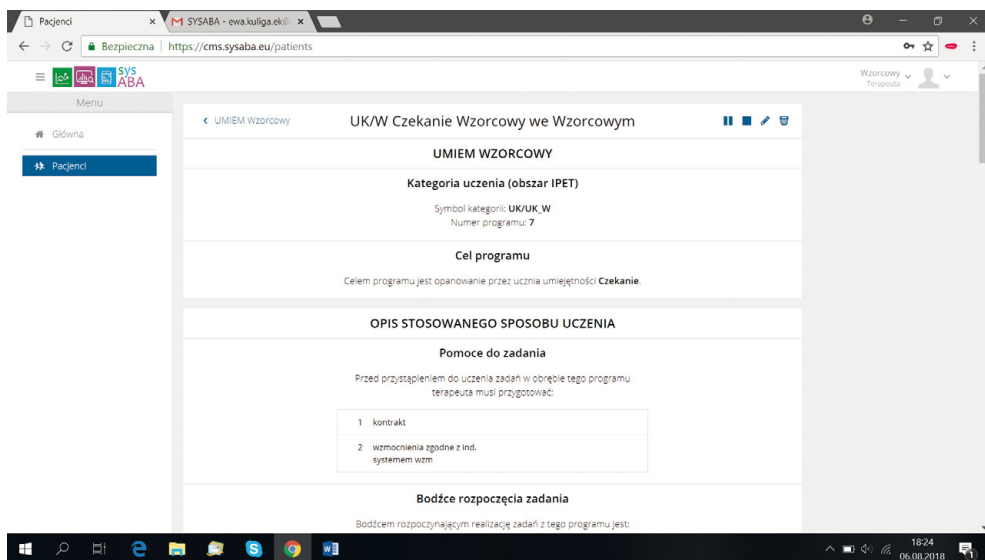 Pacjenci
SYSABA - ewa.kuliga.ek@
Bezpieczna
https://cms.sysaba.eu/patients
sys
ABA
Wzorcowy
Terapeuta
Menu
Główna
Pacjenci
UMIEM Wzorcowy
UK/W Czekanie Wzorcowy we Wzorcowym
UMIEM WZORCOWY
Kategoria uczenia (obszar IPET)
Symbol kategorii: UK/UK_W
Numer programu: 7
Cel programu
Celem programu jest opanowanie przez ucznia umiejętności Czekanie.
OPIS STOSOWANEGO SPOSOBU UCZENIA
Pomoce do zadania
Przed przystąpieniem do uczenia zadań w obrębie tego programu
terapeuta musi przygotować:
1 kontrakt
2 wzmocnienia zgodne z ind.
systemem wzm
Bodźce rozpoczęcia zadania
Bodźcem rozpoczynającym realizację zadań z tego programu jest:
18:24
06.08.2018